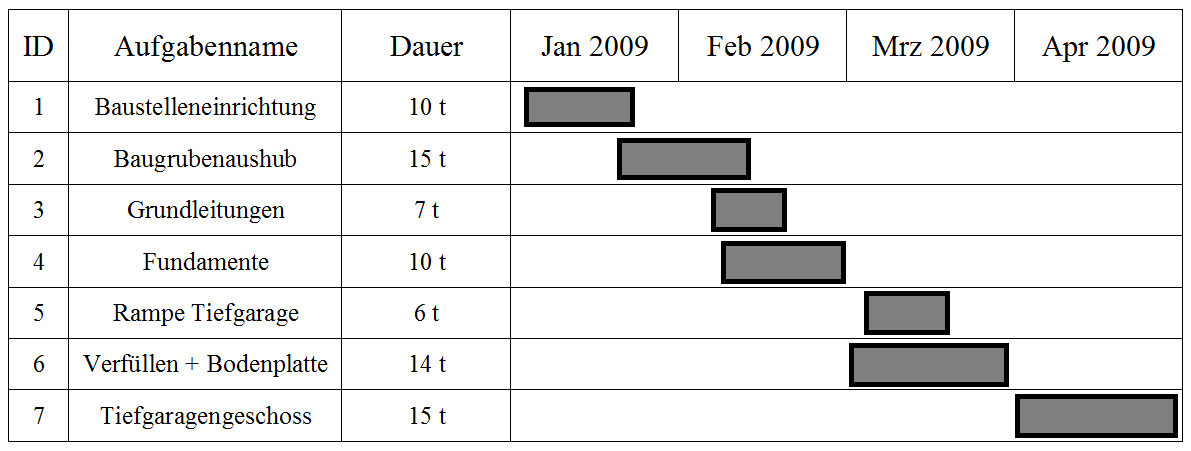 ID Aufgabenname Dauer Jan 2009 Feb 2009 Mrz 2009 Apr 2009
1 Baustelleneinrichtung 10 t
2 Baugrubenaushub 15 t
3 Grundleitungen 7 t
4 Fundamente 10 t
5 Rampe Tiefgarage 6 t
6 Verfüllen + Bodenplatte 14 t
7 Tiefgaragengeschoss 15 t